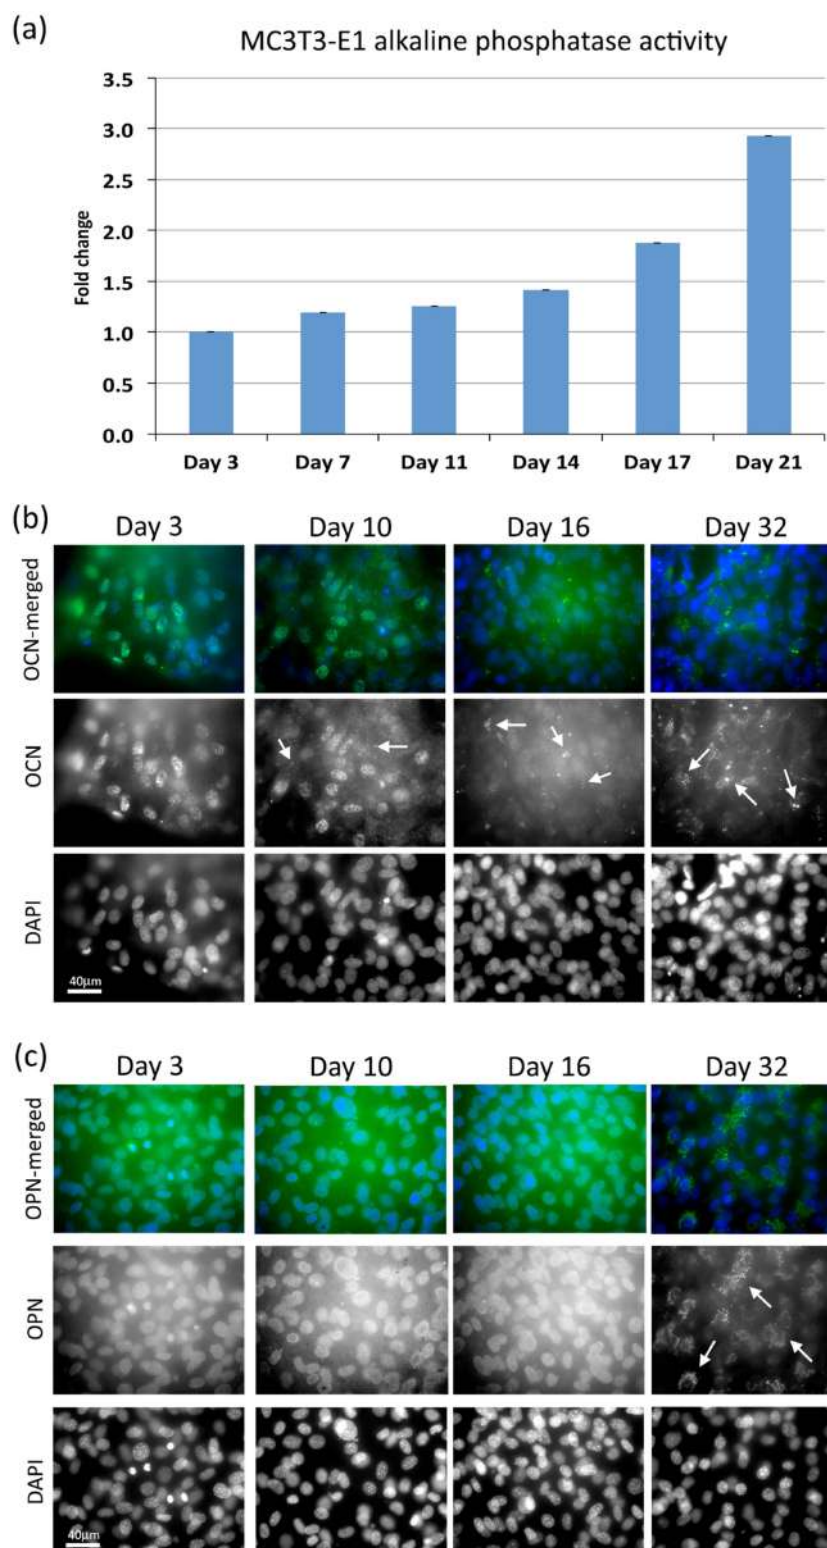 (a)
MC3T3-E1 alkaline phosphatase activity
3.5
3.0
2.5
2.0
1.5
1.0
0.5
0.0
Fold change
Day 3 Day 7 Day 11 Day 14 Day 17 Day 21
(b)
Day 3 Day 10 Day 16 Day 32
OCN-merged
OCN
DAPI
40μm
(c)
Day 3 Day 10 Day 16 Day 32
OPN-merged
OPN
DAPI
40μm